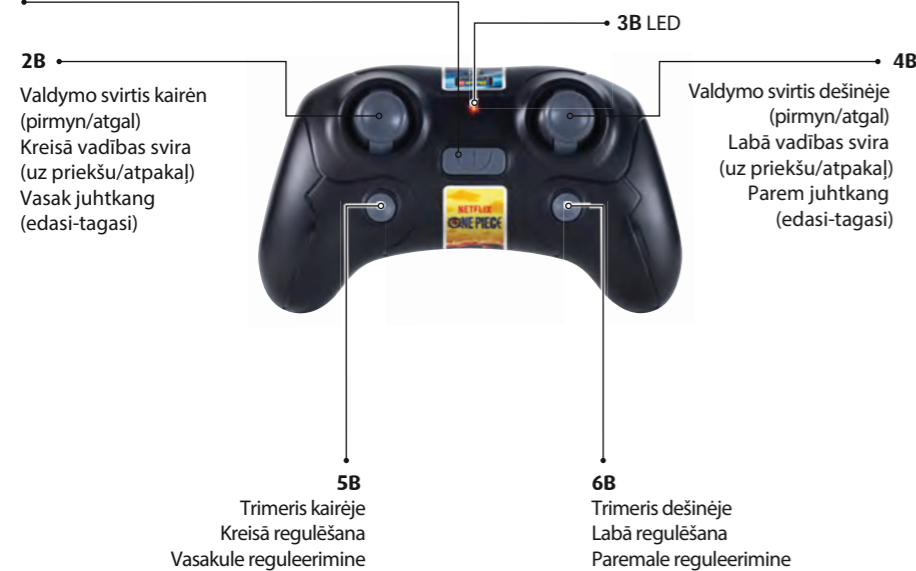 3B LED
2B
Valdymo svirtis kairėn
(pirmyn/atgal)
Kreisā vadības svira
(uz priekšu/atpakaļ)
Vasak juhtkang
(edasi-tagasi)
4B
Valdymo svirtis dešinėje
(pirmyn/atgal)
Labā vadības svira
(uz priekšu/atpakaļ)
Parem juhtkang
(edasi-tagasi)
NETFLIX
ONE PIECE
5B
Trimeris kairėje
Kreisā regulēšana
Vasakule reguleerimine
6B
Trimeris dešinėje
Labā regulēšana
Paremale reguleerimine